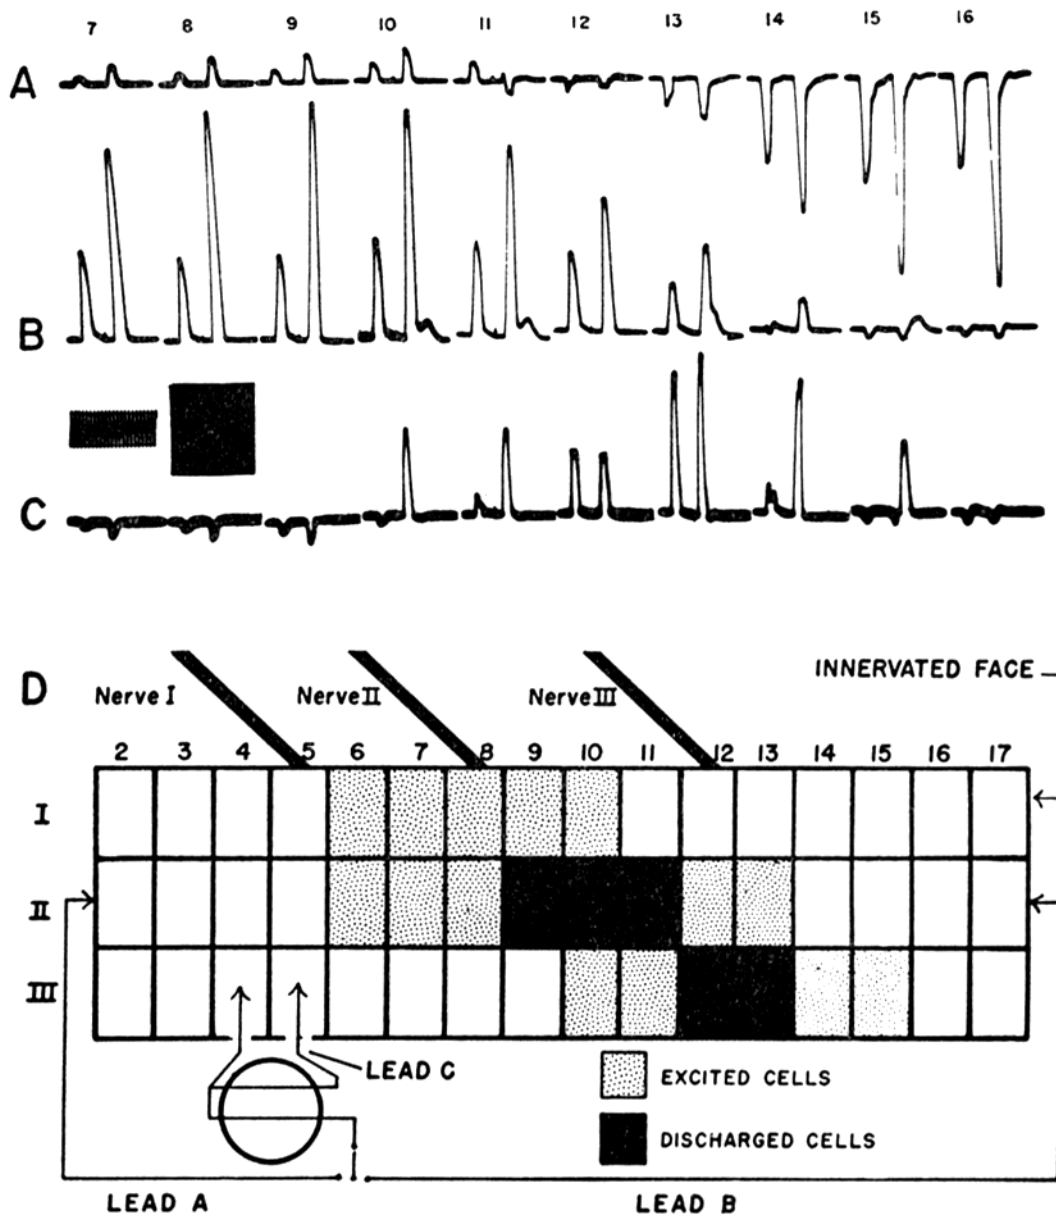 7 8 9 10 11 12 13 14 15 16
A
B
C
D
INNERVATED FACE
Nerve I Nerve II Nerve III
2 3 4 5 6 7 8 9 10 11 12 13 14 15 16 17
I
II
III
LEAD C
EXCITED CELLS
DISCHARGED CELLS
LEAD A LEAD B